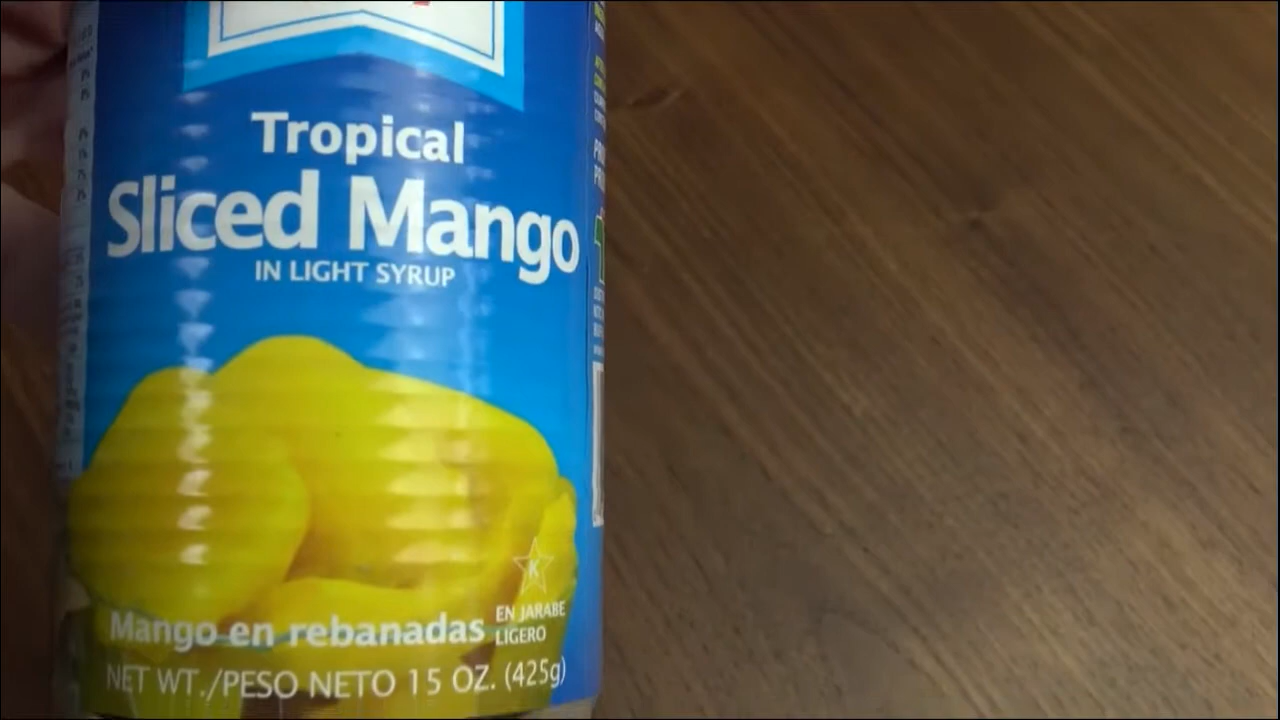 Tropical
Sliced Mango
IN LIGHT SYRUP
K
Mango en rebanadas
EN JARABE
LIGERO
NET WT./PESO NETO 15 OZ. (425g)